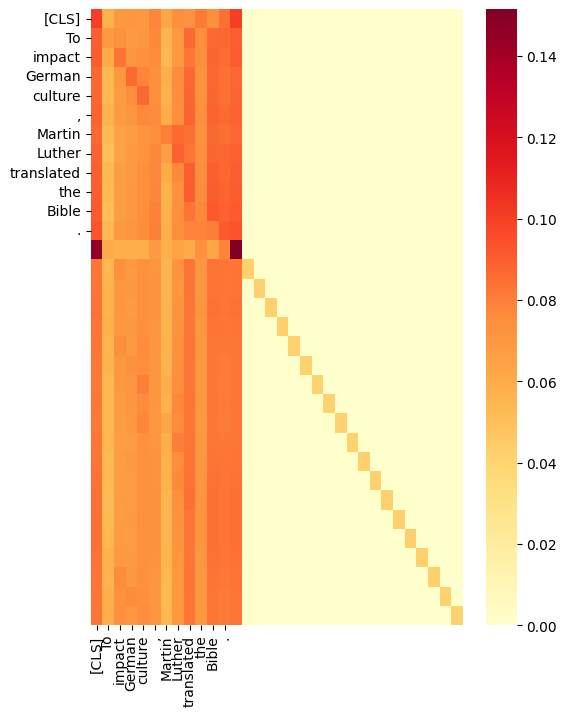 [CLS]
To
impact
German
culture
,
Martin
Luther
translated
the
Bible
.
0.14
0.12
0.10
0.08
0.06
0.04
0.02
0.00
[CLS]
To
impact
German
culture
,
Martin
Luther
translated
the
Bible
.